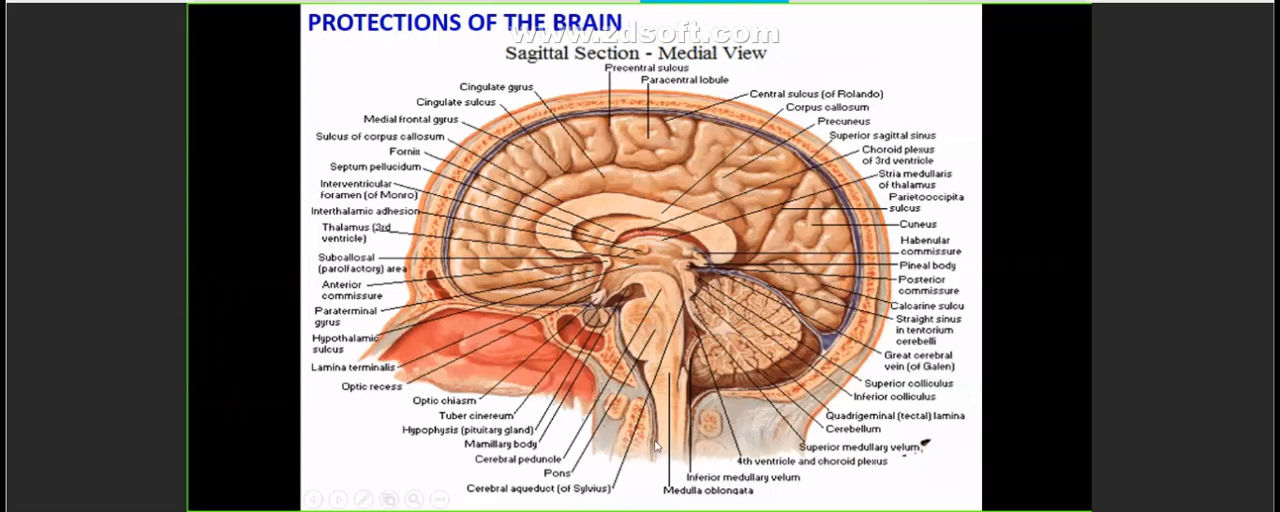 PROTECTIONS OF THE BRAIN
www.zdsoft.com
Sagittal Section - Medial View
Precentral sulcus
Paracentral lobule
Cingulate gyrus
Cingulate sulcus
Medial frontal gyrus
Sulcus of corpus callosum
Fornix
Septum pellucidum
Interventricular
foramen (of Monro)
Interthalamic adhesion
Thalamus (3rd
ventricle)
Subcallosal
(parolfactory) area
Anterior
commissure
Paraterminal
gyrus
Hypothalamic
sulcus
Lamina terminalis
Optic recess
Optic chiasm
Tuber cinereum
Hypophysis (pituitary gland)
Mamillary body
Cerebral peduncle
Pons
Cerebral aqueduct (of Sylvius)
Central sulcus (of Rolando)
Corpus callosum
Precuneus
Superior sagittal sinus
Choroid plexus
of 3rd ventricle
Stria medullaris
of thalamus
Parietooccipita
sulcus
Cuneus
Habenular
commissure
Pineal body
Posterior
commissure
Calcarine sulcu
Straight sinus
in tentorium
cerebelli
Great cerebral
vein (of Galen)
Superior colliculus
Inferior colliculus
Quadrigeminal (tectal) lamina
Cerebellum
Superior medullary velum
4th ventricle and choroid plexus
Inferior medullary velum
Medulla oblongata